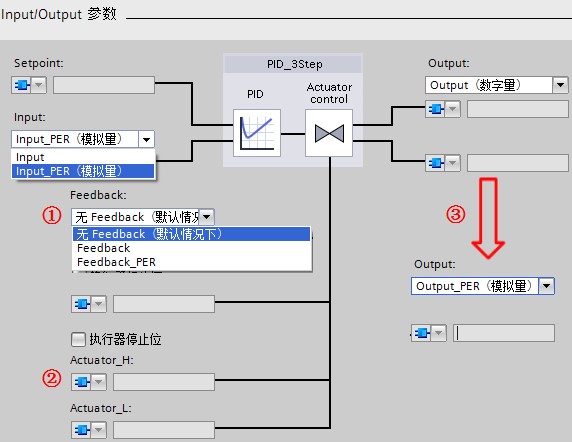 Input/Output 参数
Setpoint:
PID_3Step
PID
Actuator
control
Output:
Output（数字量）
Input:
Input_PER（模拟量）
Input
Input_PER（模拟量）
Feedback:
① 无 Feedback（默认情况
无 Feedback（默认情况下）
Feedback
Feedback_PER
③
Output:
Output_PER（模拟量）
执行器停止位
Actuator_H:
②
Actuator_L: